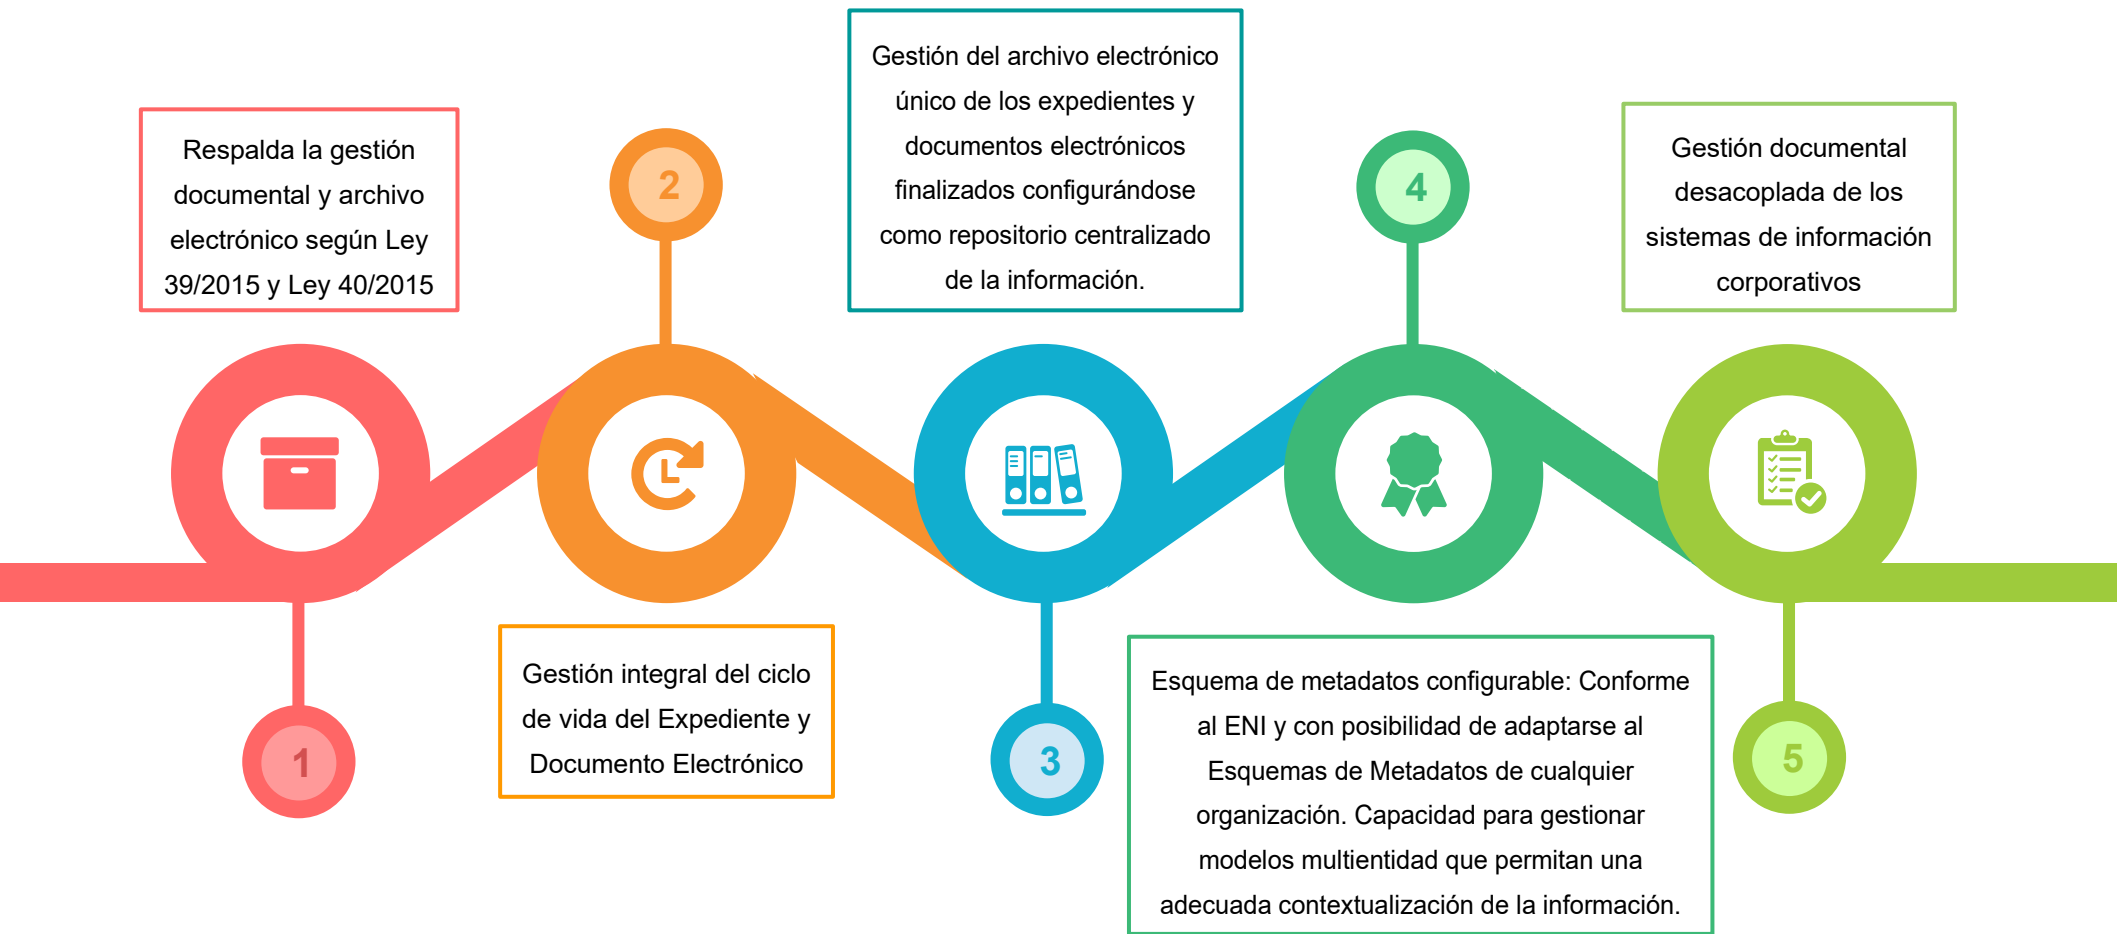 Respalda la gestión
documental y archivo
electrónico según Ley
39/2015 y Ley 40/2015
1
2
Gestión integral del ciclo
de vida del Expediente y
Documento Electrónico
Gestión del archivo electrónico
único de los expedientes y
documentos electrónicos
finalizados configurándose
como repositorio centralizado
de la información.
3
4
Esquema de metadatos configurable: Conforme
al ENI y con posibilidad de adaptarse al
Esquemas de Metadatos de cualquier
organización. Capacidad para gestionar
modelos multientidad que permitan una
adecuada contextualización de la información.
Gestión documental
desacoplada de los
sistemas de información
corporativos
5